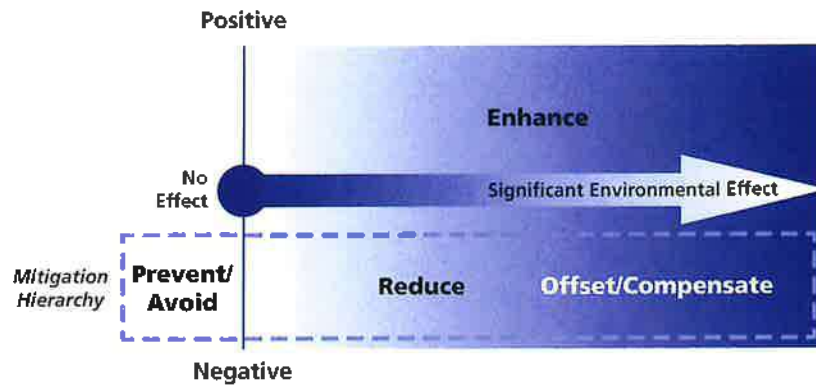 Positive
Enhance
No
Effect
Significant Environmental Effect
Mitigation
Hierarchy
Prevent/
Avoid
Reduce
Offset/Compensate
Negative